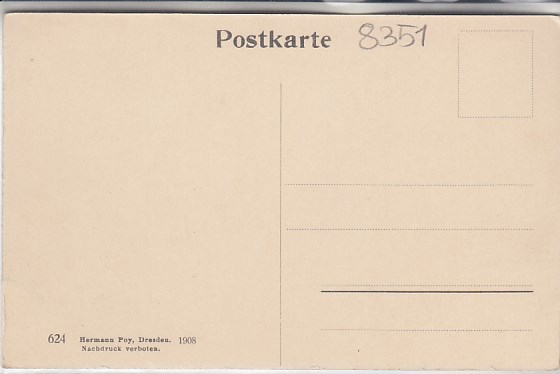 Postkarte 8351
624 Hermann Poy, Dresden. 1908
Nachdruck verboten.